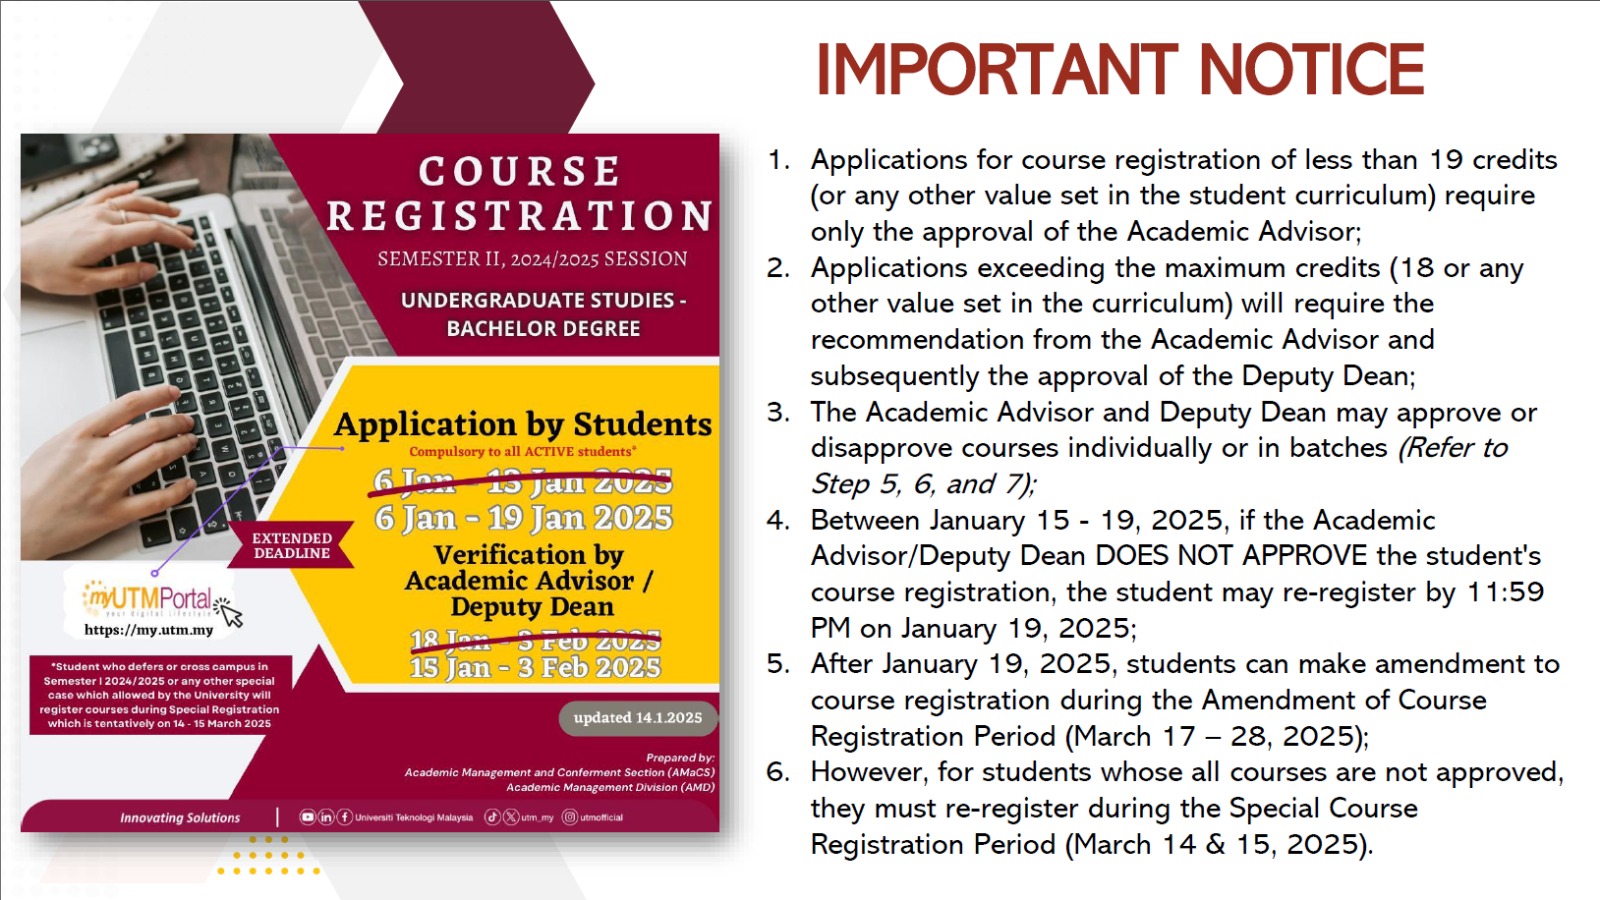 IMPORTANT NOTICE
COURSE
REGISTRATION
SEMESTER II, 2024/2025 SESSION
UNDERGRADUATE STUDIES -
BACHELOR DEGREE
Application by Students
Compulsory to all ACTIVE students*
6 Jan - 13 Jan 2025
6 Jan - 19 Jan 2025
EXTENDED
DEADLINE
Verification by
Academic Advisor /
Deputy Dean
18 Jan - 3 Feb 2025
15 Jan - 3 Feb 2025
myUTMPortal
your digital lifestyle
https://my.utm.my
*Student who defers or cross campus in
Semester I 2024/2025 or any other special
case which allowed by the University will
register courses during Special Registration
which is tentatively on 14 - 15 March 2025
updated 14.1.2025
Prepared by:
Academic Management and Conferment Section (AMaCS)
Academic Management Division (AMD)
Innovating Solutions | Universiti Teknologi Malaysia utm_my utmofficial
1. Applications for course registration of less than 19 credits
(or any other value set in the student curriculum) require
only the approval of the Academic Advisor;
2. Applications exceeding the maximum credits (18 or any
other value set in the curriculum) will require the
recommendation from the Academic Advisor and
subsequently the approval of the Deputy Dean;
3. The Academic Advisor and Deputy Dean may approve or
disapprove courses individually or in batches (Refer to
Step 5, 6, and 7);
4. Between January 15 - 19, 2025, if the Academic
Advisor/Deputy Dean DOES NOT APPROVE the student's
course registration, the student may re-register by 11:59
PM on January 19, 2025;
5. After January 19, 2025, students can make amendment to
course registration during the Amendment of Course
Registration Period (March 17 – 28, 2025);
6. However, for students whose all courses are not approved,
they must re-register during the Special Course
Registration Period (March 14 & 15, 2025).